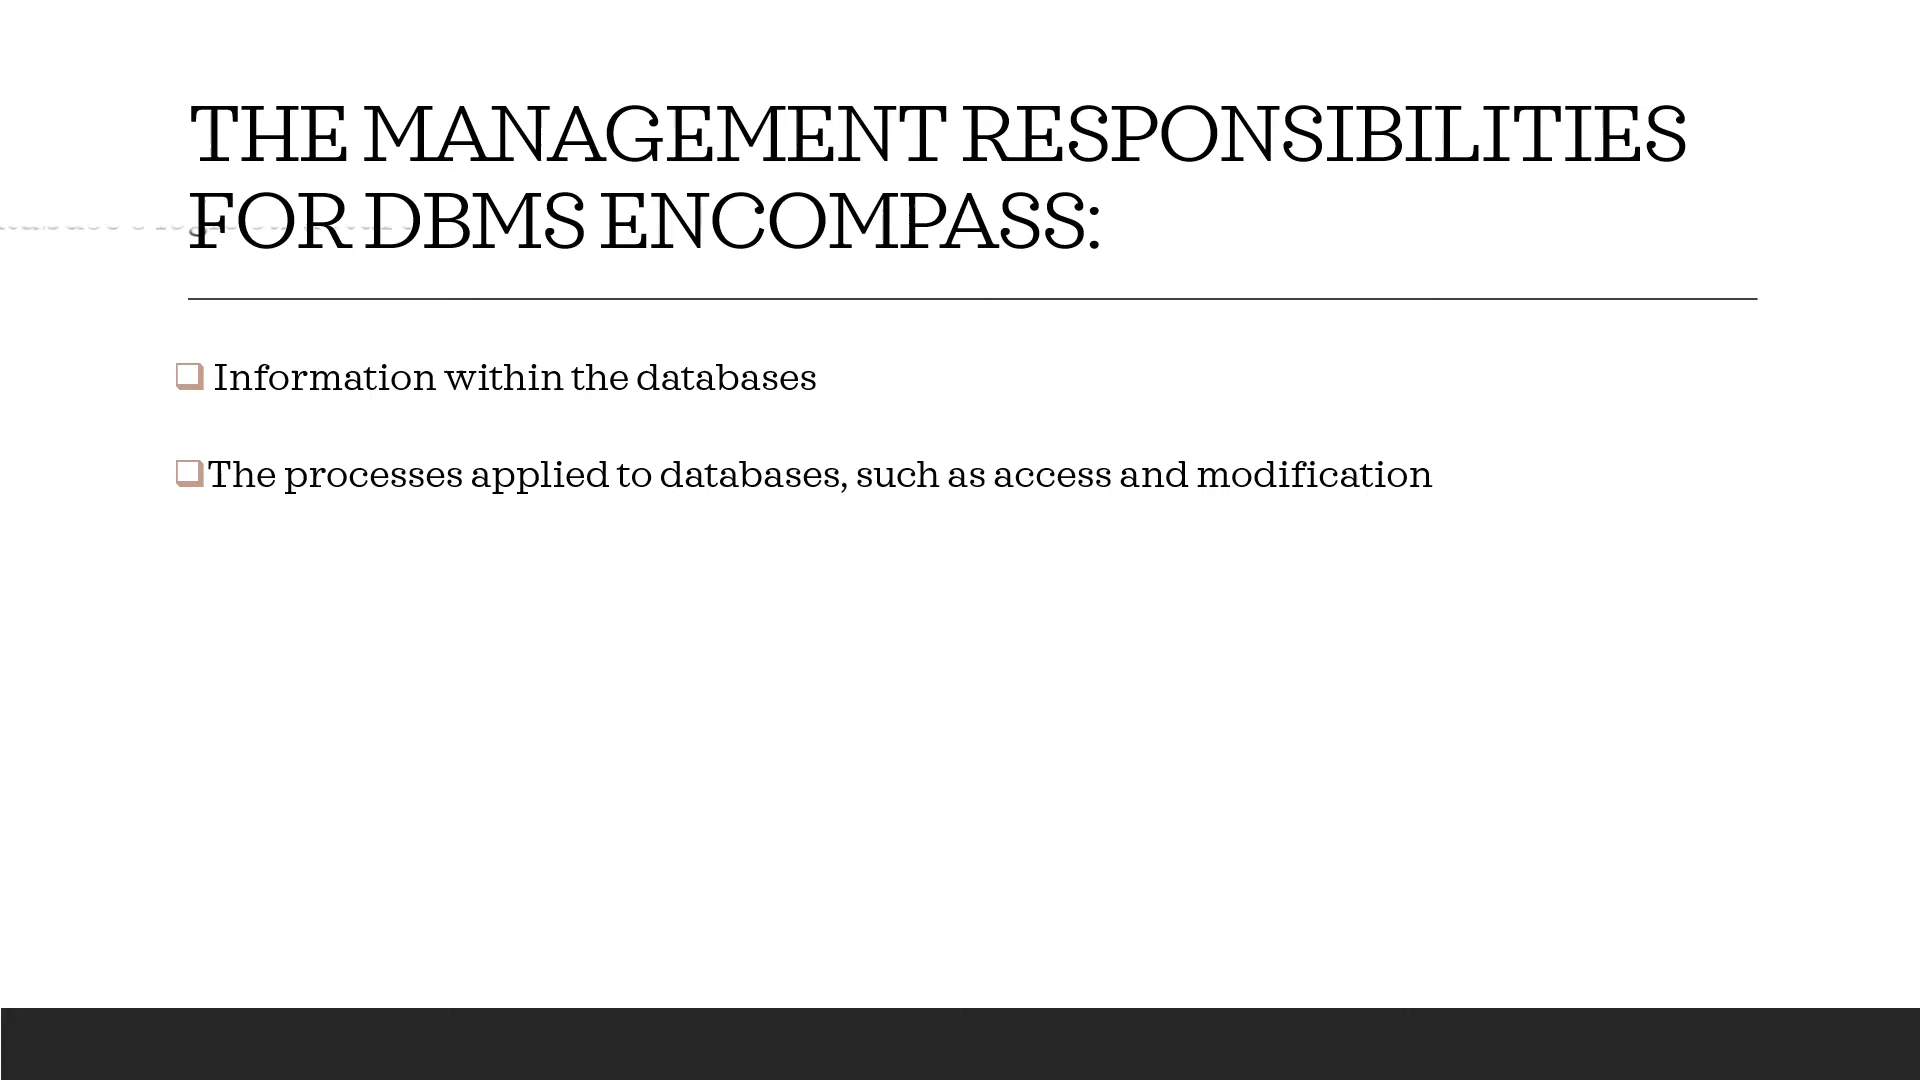 THE MANAGEMENT RESPONSIBILITIES
FOR DBMS ENCOMPASS:
Information within the databases
The processes applied to databases, such as access and modification